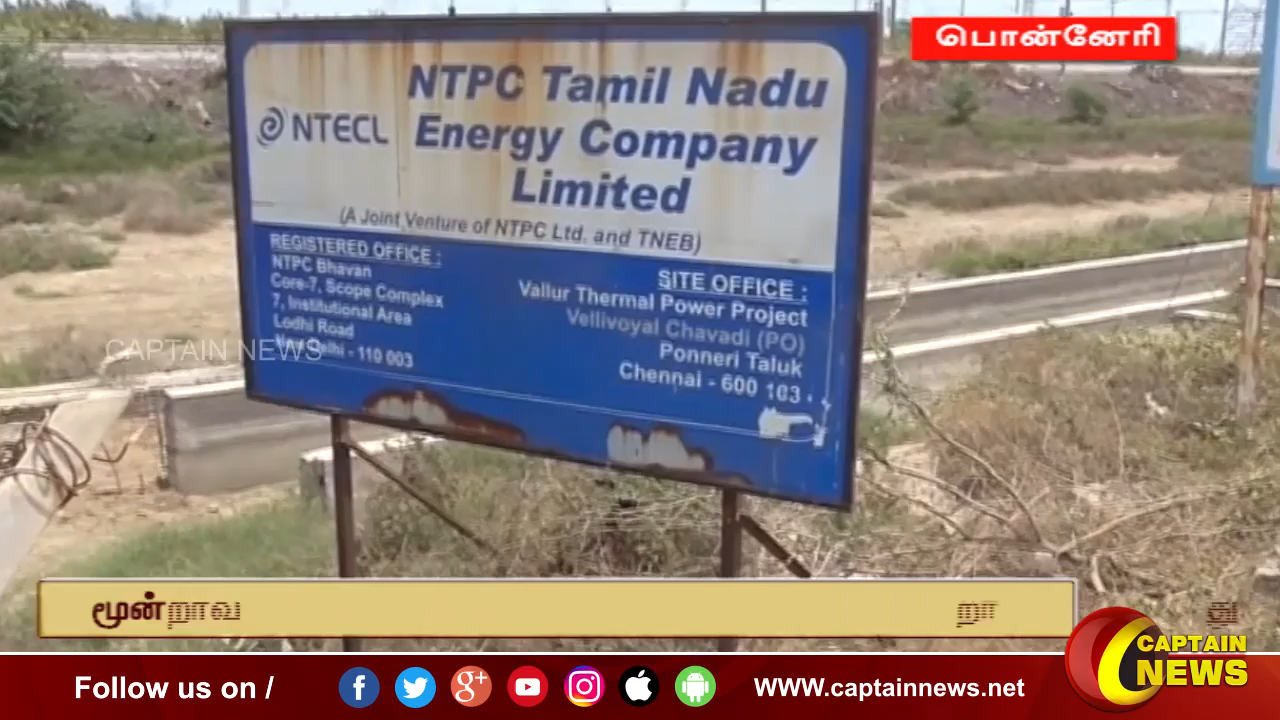 பொன்னேரி
NTPC Tamil Nadu
NTECL
Energy Company
Limited
(A Joint Venture of NTPC Ltd. and TNEB)
REGISTERED OFFICE :
NTPC Bhavan
Core-7, Scope Complex
7, Institutional Area
Lodhi Road
New Delhi - 110 003
SITE OFFICE :
Vallur Thermal Power Project
Vellivoyal Chavadi (PO)
Ponneri Taluk
Chennai - 600 103.
CAPTAIN NEWS
மூன்றாவ
றா
Follow us on /
WWW.captainnews.net
CAPTAIN
NEWS